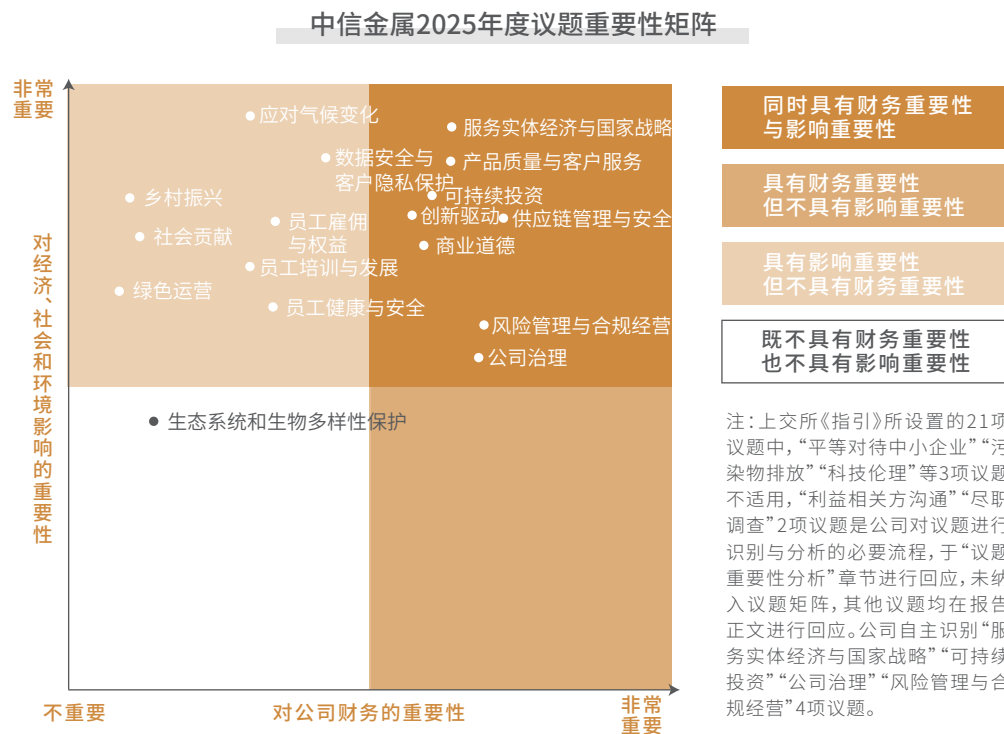 中信金属2025年度议题重要性矩阵
非常
重要
对经济、社会和环境影响的重要性
应对气候变化
服务实体经济与国家战略
数据安全与
客户隐私保护
产品质量与客户服务
可持续投资
乡村振兴
创新驱动
供应链管理与安全
员工雇佣
与权益
社会贡献
商业道德
员工培训与发展
绿色运营
员工健康与安全
风险管理与合规经营
公司治理
生态系统和生物多样性保护
不重要
对公司财务的重要性
非常
重要
同时具有财务重要性
与影响重要性
具有财务重要性
但不具有影响重要性
具有影响重要性
但不具有财务重要性
既不具有财务重要性
也不具有影响重要性
注：上交所《指引》所设置的21项
议题中，“平等对待中小企业”“污
染物排放”“科技伦理”等3项议题
不适用，“利益相关方沟通”“尽职
调查”2项议题是公司对议题进行
识别与分析的必要流程，于“议题
重要性分析”章节进行回应，未纳
入议题矩阵，其他议题均在报告
正文进行回应。公司自主识别“服
务实体经济与国家战略”“可持续
投资”“公司治理”“风险管理与合
规经营”4项议题。